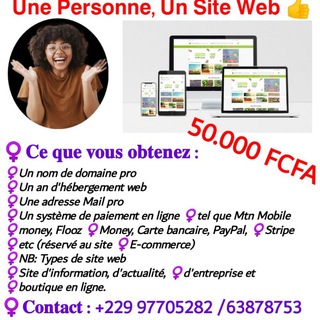 Une Personne, Un Site Web 👍
50.000 FCFA
♀ Ce que vous obtenez :
♀Un nom de domaine pro
♀Un an d'hébergement web
♀Une adresse Mail pro
♀Un système de paiement en ligne ♀tel que Mtn Mobile
♀money, Flooz ♀Money, Carte bancaire, PayPal, ♀Stripe
♀etc (réservé au site ♀E-commerce)
♀NB: Types de site web
♀Site d'information, d'actualité, ♀d'entreprise et
♀boutique en ligne.
♀Contact : +229 97705282 /63878753